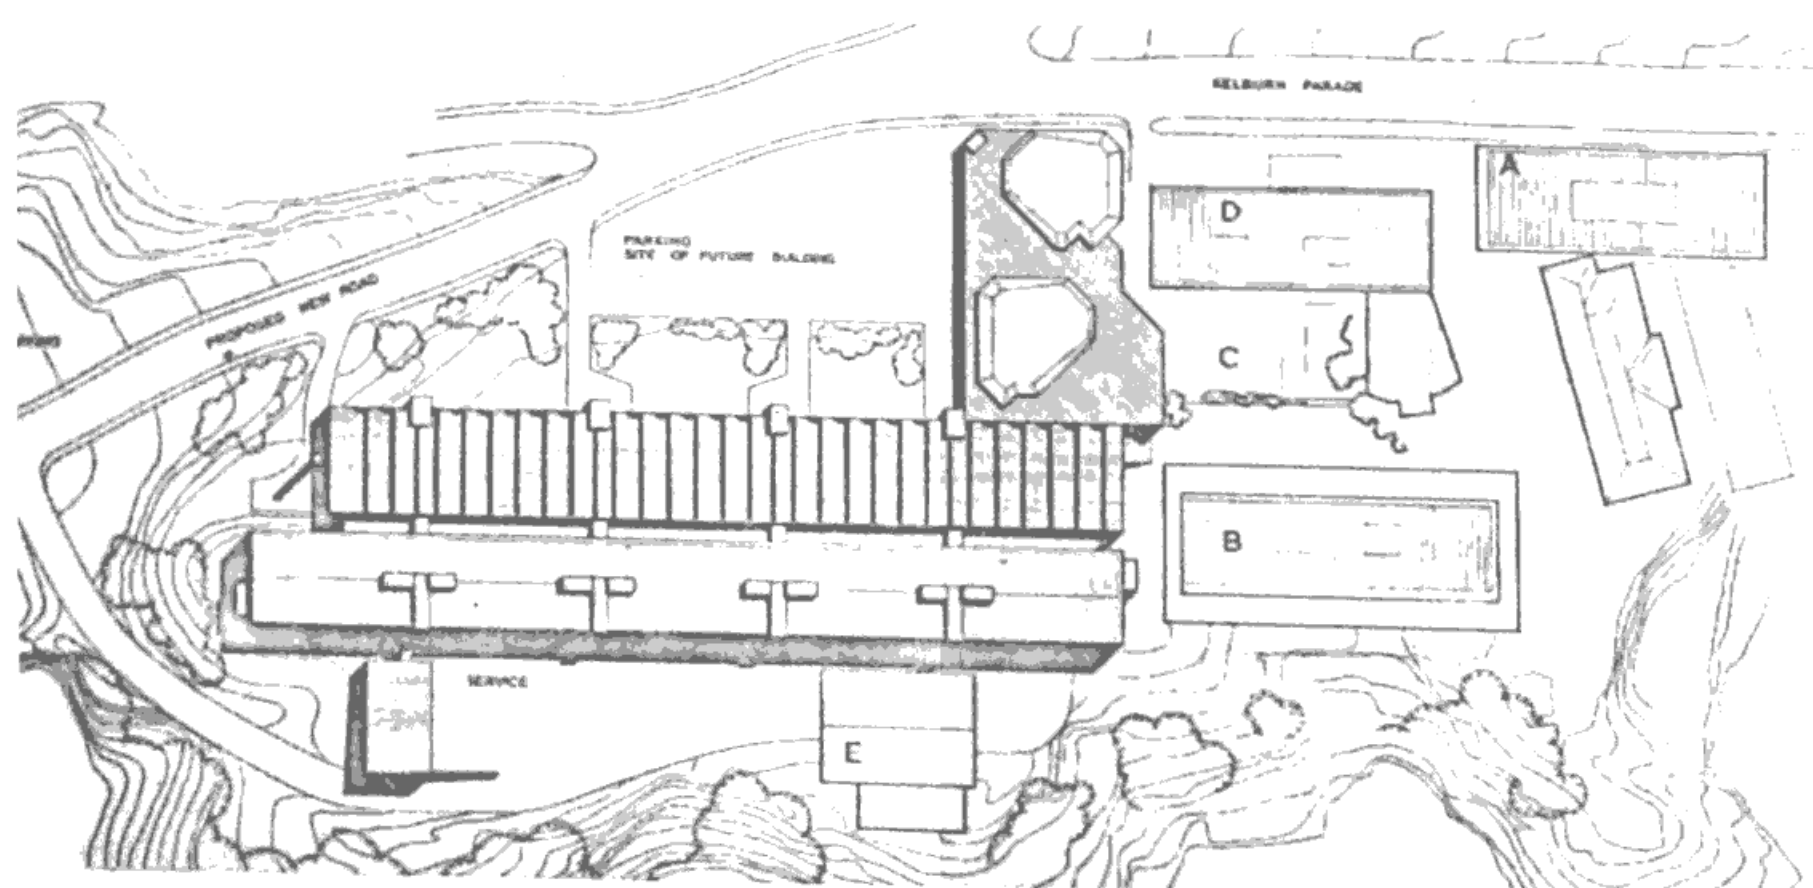 KELBURN PARADE
A
D
PARKING
SITE OF FUTURE BUILDING
PROPOSED NEW ROAD
C
B
SERVICE
E